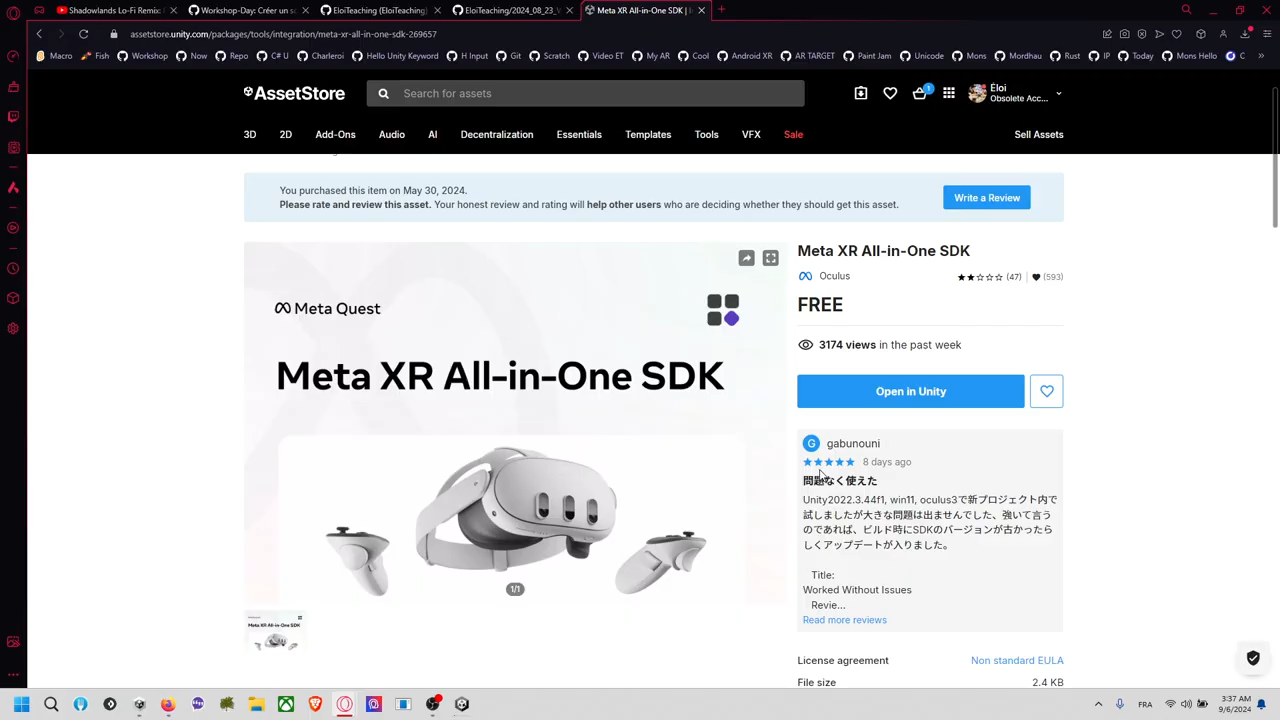 Shadowlands Lo-Fi Remix:
Workshop-Day: Cree: sn
EloiTeaching (EloiTeaching)
EloiTeaching/2024_08_23_
Meta XR All-in-One SDK |
assetstore.unity.com/packages/tools/integration/meta-xr-all-in-one-sdk-269657
Macro
Fish
Workshop
Now
Repo
C# U
Charleroi
Hello Unity Keyword
H Input
Git
Scratch
Video ET
My AR
Cool
Android XR
AR TARGET
Paint Jam
Unicode
Mons
Mordhau
Rust
IP
Today
Mons Hello
C
AssetStore
Search for assets
1
Éloi
Obsolete Acc...
3D
2D
Add-Ons
Audio
AI
Decentralization
Essentials
Templates
Tools
VFX
Sale
Sell Assets
You purchased this item on May 30, 2024.
Please rate and review this asset. Your honest review and rating will help other users who are deciding whether they should get this asset.
Write a Review
Meta Quest
Meta XR All-in-One SDK
1/1
Meta XR All-in-One SDK
Meta XR All-in-One SDK
Oculus
(47)
(593)
FREE
3174 views in the past week
Open in Unity
G gabunouni
8 days ago
問題なく使えた
Unity2022.3.44f1, win11, oculus3で新プロジェクト内で
試しましたが大きな問題は出ませんでした、強いて言う
のであれば、ビルド時にSDKのバージョンが古かったら
しくアップデートが入りました。
Title:
Worked Without Issues
Revie...
Read more reviews
License agreement
Non standard EULA
File size
2.4 KB
FRA
3:37 AM
9/6/2024